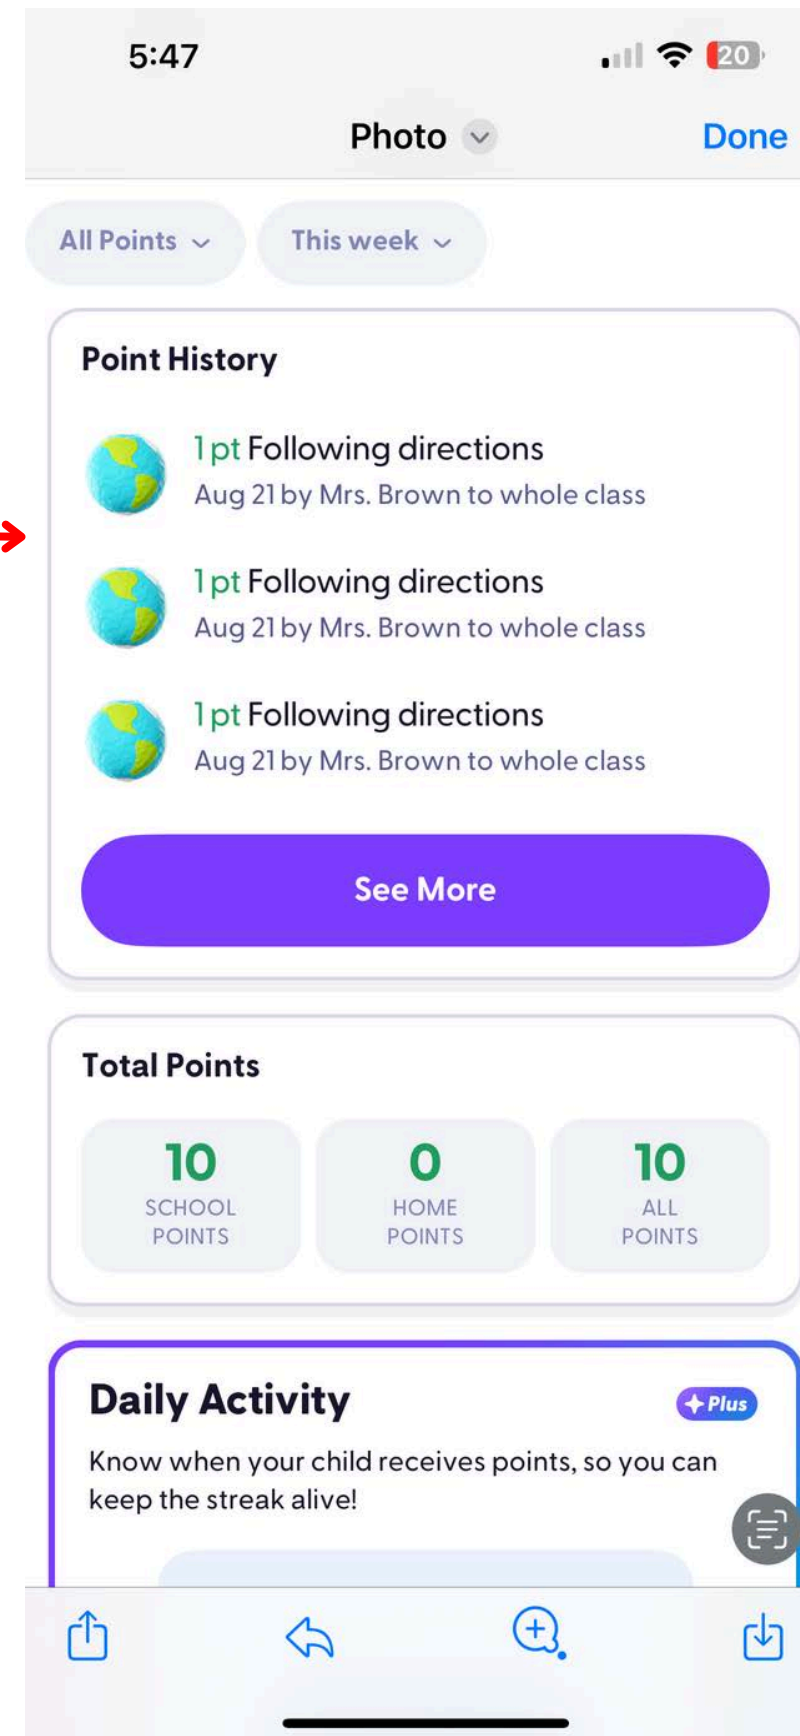 5:47
20
Photo
Done
All Points
This week
Point History
1 pt Following directions
Aug 21 by Mrs. Brown to whole class
1 pt Following directions
Aug 21 by Mrs. Brown to whole class
1 pt Following directions
Aug 21 by Mrs. Brown to whole class
See More
Total Points
10
SCHOOL
POINTS
0
HOME
POINTS
10
ALL
POINTS
Daily Activity
Plus
Know when your child receives points, so you can
keep the streak alive!